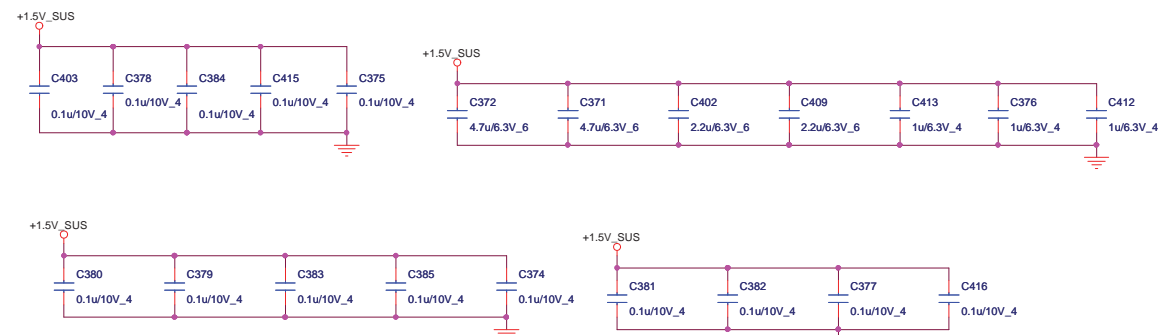 +1.5V_SUS
C403
C378
C384
C415
C375
0.1u/10V_4
0.1u/10V_4
0.1u/10V_4
0.1u/10V_4
0.1u/10V_4
+1.5V_SUS
C372
C371
C402
C409
C413
C376
C412
4.7u/6.3V_6
4.7u/6.3V_6
2.2u/6.3V_6
2.2u/6.3V_6
1u/6.3V_4
1u/6.3V_4
1u/6.3V_4
+1.5V_SUS
C380
C379
C383
C385
C374
0.1u/10V_4
0.1u/10V_4
0.1u/10V_4
0.1u/10V_4
0.1u/10V_4
+1.5V_SUS
C381
C382
C377
C416
0.1u/10V_4
0.1u/10V_4
0.1u/10V_4
0.1u/10V_4